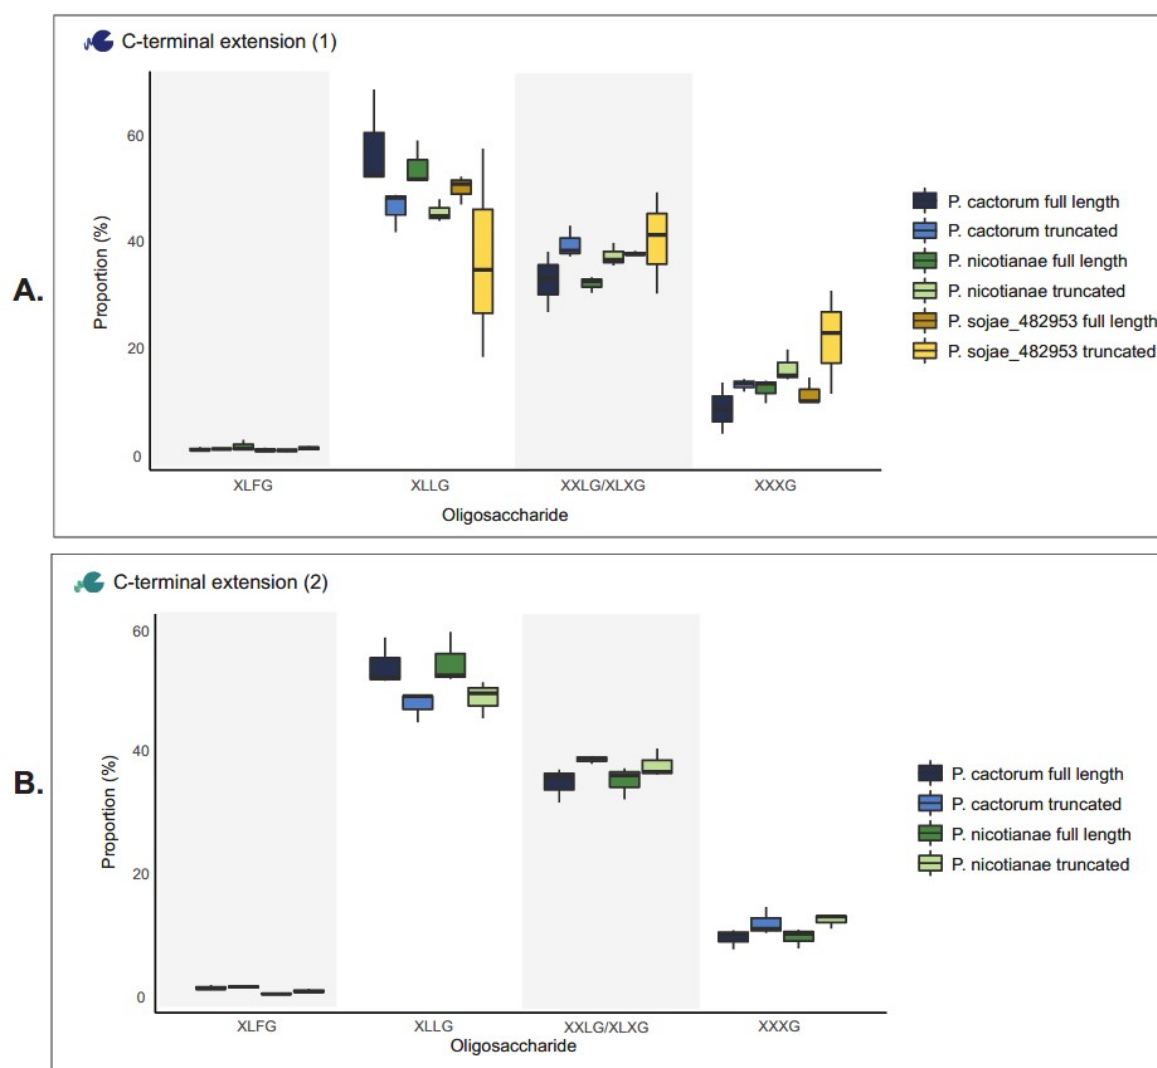 A.
C-terminal extension (1)
Proportion (%)
60
40
20
0
XLFG
XLLG
XXLG/XLXG
XXXG
Oligosaccharide
P. cactorum full length
P. cactorum truncated
P. nicotianae full length
P. nicotianae truncated
P. sojae_482953 full length
P. sojae_482953 truncated
B.
C-terminal extension (2)
Proportion (%)
60
40
20
0
XLFG
XLLG
XXLG/XLXG
XXXG
Oligosaccharide
P. cactorum full length
P. cactorum truncated
P. nicotianae full length
P. nicotianae truncated